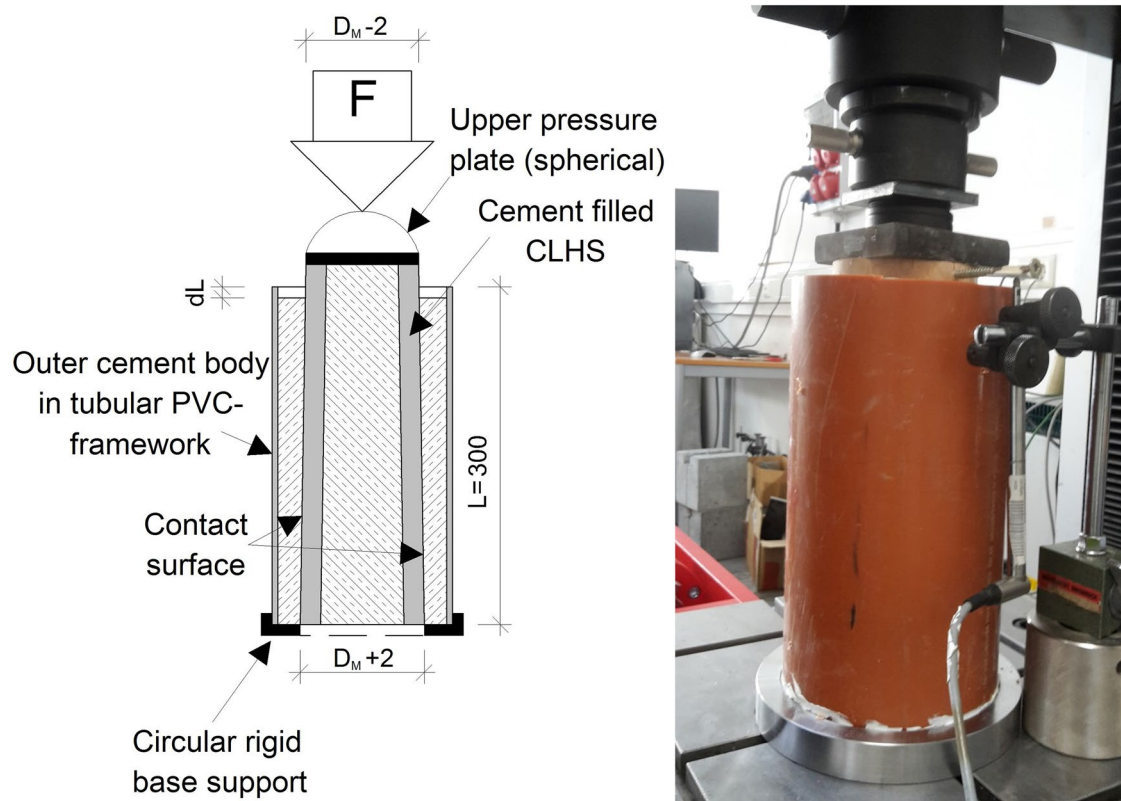 D_M -2
F
Upper pressure
plate (spherical)
Cement filled
CLHS
dL
Outer cement body
in tubular PVC-
framework
L=300
Contact
surface
D_M +2
Circular rigid
base support